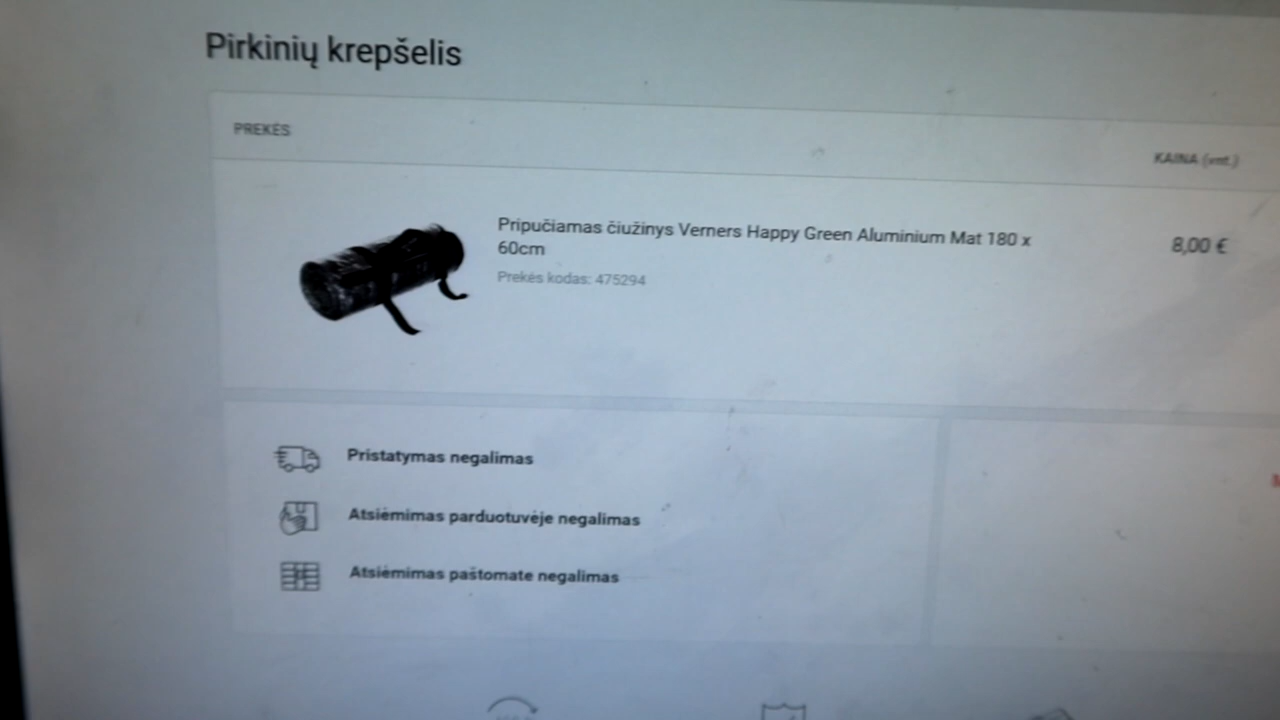 Pirkinių krepšelis
PREKĖS
KAINA (vnt.)
Pripučiamas čiužinys Verners Happy Green Aluminium Mat 180 x
60cm
8,00 €
Prekės kodas: 475294
Pristatymas negalimas
Atsiėmimas parduotuvėje negalimas
Atsiėmimas paštomate negalimas